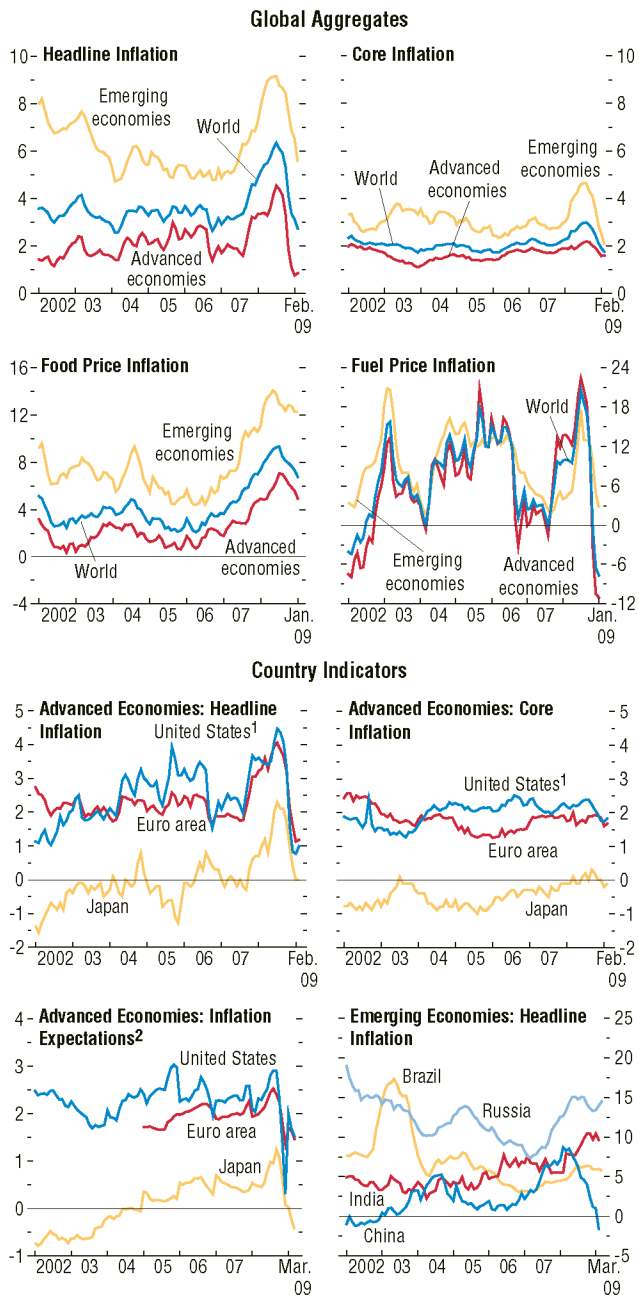 Global Aggregates
Headline Inflation
Core Inflation
10
8
6
4
2
0
10
8
6
4
2
0
Emerging
economies
World
Advanced
economies
World
Advanced
economies
Emerging
economies
2002 03 04 05 06 07 Feb.
09
2002 03 04 05 06 07 Feb.
09
Food Price Inflation
Fuel Price Inflation
16
12
8
4
0
-4
24
18
12
6
0
-6
-12
Emerging
economies
World
Advanced
economies
World
Emerging
economies
Advanced
economies
2002 03 04 05 06 07 Jan.
09
2002 03 04 05 06 07 Jan.
09
Country Indicators
Advanced Economies: Headline
Inflation
Advanced Economies: Core
Inflation
5
4
3
2
1
0
-1
-2
5
4
3
2
1
0
-1
-2
United States1
Euro area
Japan
United States1
Euro area
Japan
2002 03 04 05 06 07 Feb.
09
2002 03 04 05 06 07 Feb.
09
Advanced Economies: Inflation
Expectations2
Emerging Economies: Headline
Inflation
4
3
2
1
0
-1
25
20
15
10
5
0
-5
United States
Euro area
Japan
Brazil
Russia
India
China
2002 03 04 05 06 07 Mar.
09
2002 03 04 05 06 07 Mar.
09